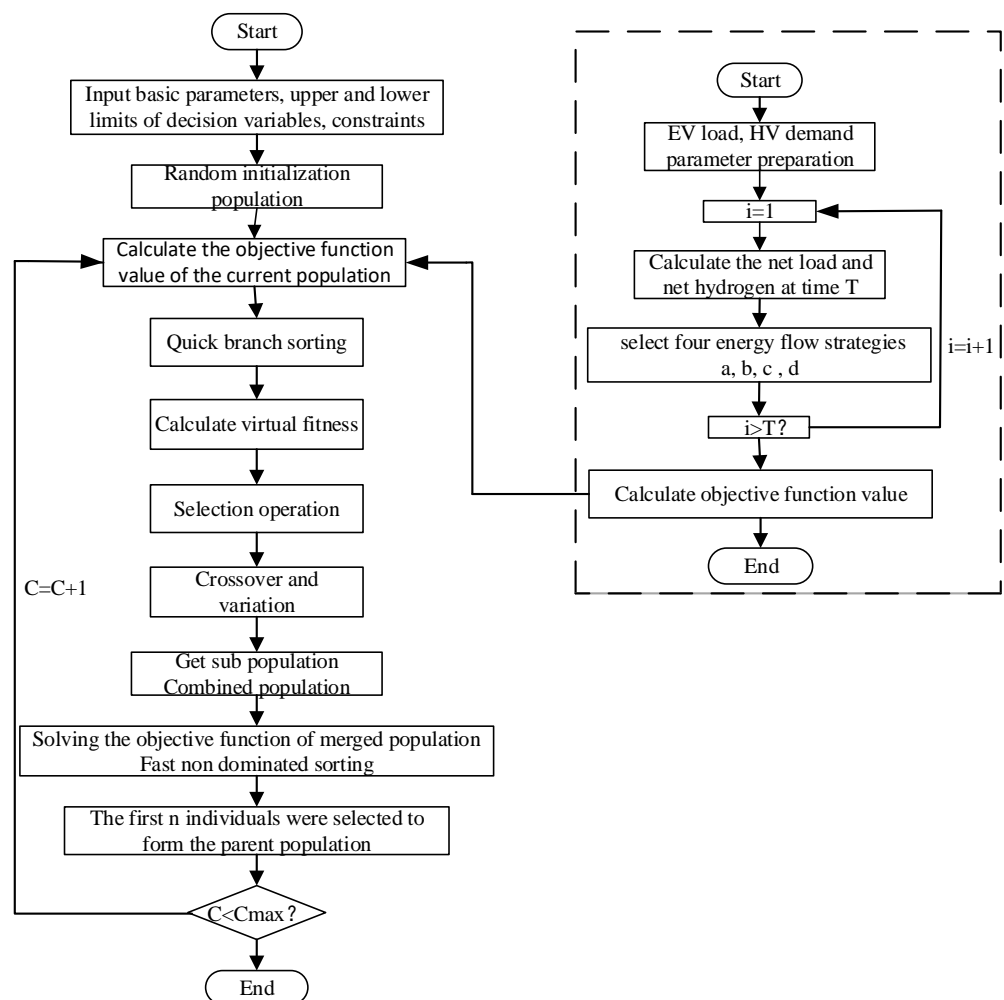 Start
Input basic parameters, upper and lower
limits of decision variables, constraints
Random initialization
population
Calculate the objective function
value of the current population
Quick branch sorting
Calculate virtual fitness
Selection operation
Crossover and
variation
Get sub population
Combined population
Solving the objective function of merged population
Fast non dominated sorting
The first n individuals were selected to
form the parent population
C<Cmax?
End
C=C+1
Start
EV load, HV demand
parameter preparation
i=1
Calculate the net load and
net hydrogen at time T
select four energy flow strategies
a, b, c , d
i>T?
i=i+1
Calculate objective function value
End